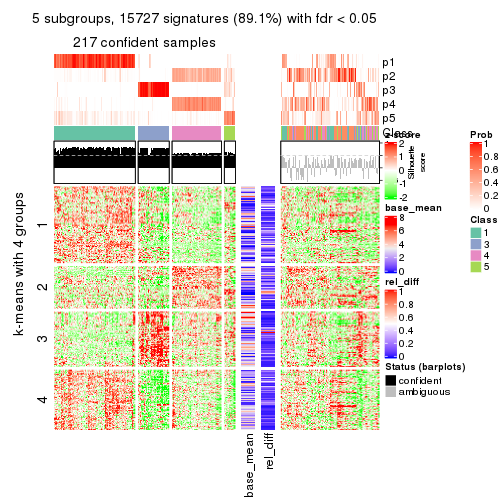 5 subgroups, 15727 signatures (89.1%) with fdr < 0.05
217 confident samples
p1
p2
p3
p4
p5
Class
z-score
2
1
0
-1
-2
Silhouette
score
base_mean
8
6
4
2
0
rel_diff
1
0.8
0.6
0.4
0.2
0
Status (barplots)
confident
ambiguous
Prob
1
0.8
0.6
0.4
0.2
0
Class
1
3
4
5
k-means with 4 groups
1
2
3
4
base_mean
rel_diff